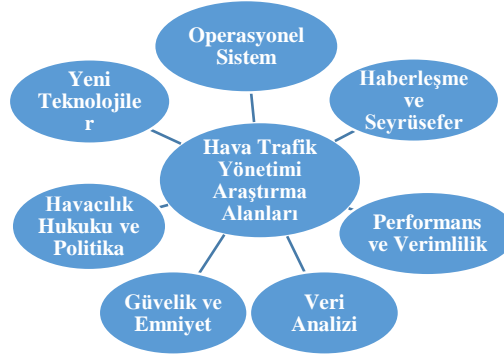 Operasyonel
Sistem
Yeni
Teknolojile
r
Haberleşme
ve
Seyrüsefer
Hava Trafik
Yönetimi
Araştırma
Alanları
Havacılık
Hukuku ve
Politika
Performans
ve Verimlilik
Güvelik ve
Emniyet
Veri
Analizi